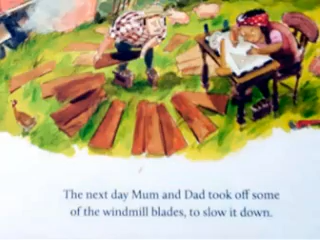 The next day Mum and Dad took off some
of the windmill blades, to slow it down.